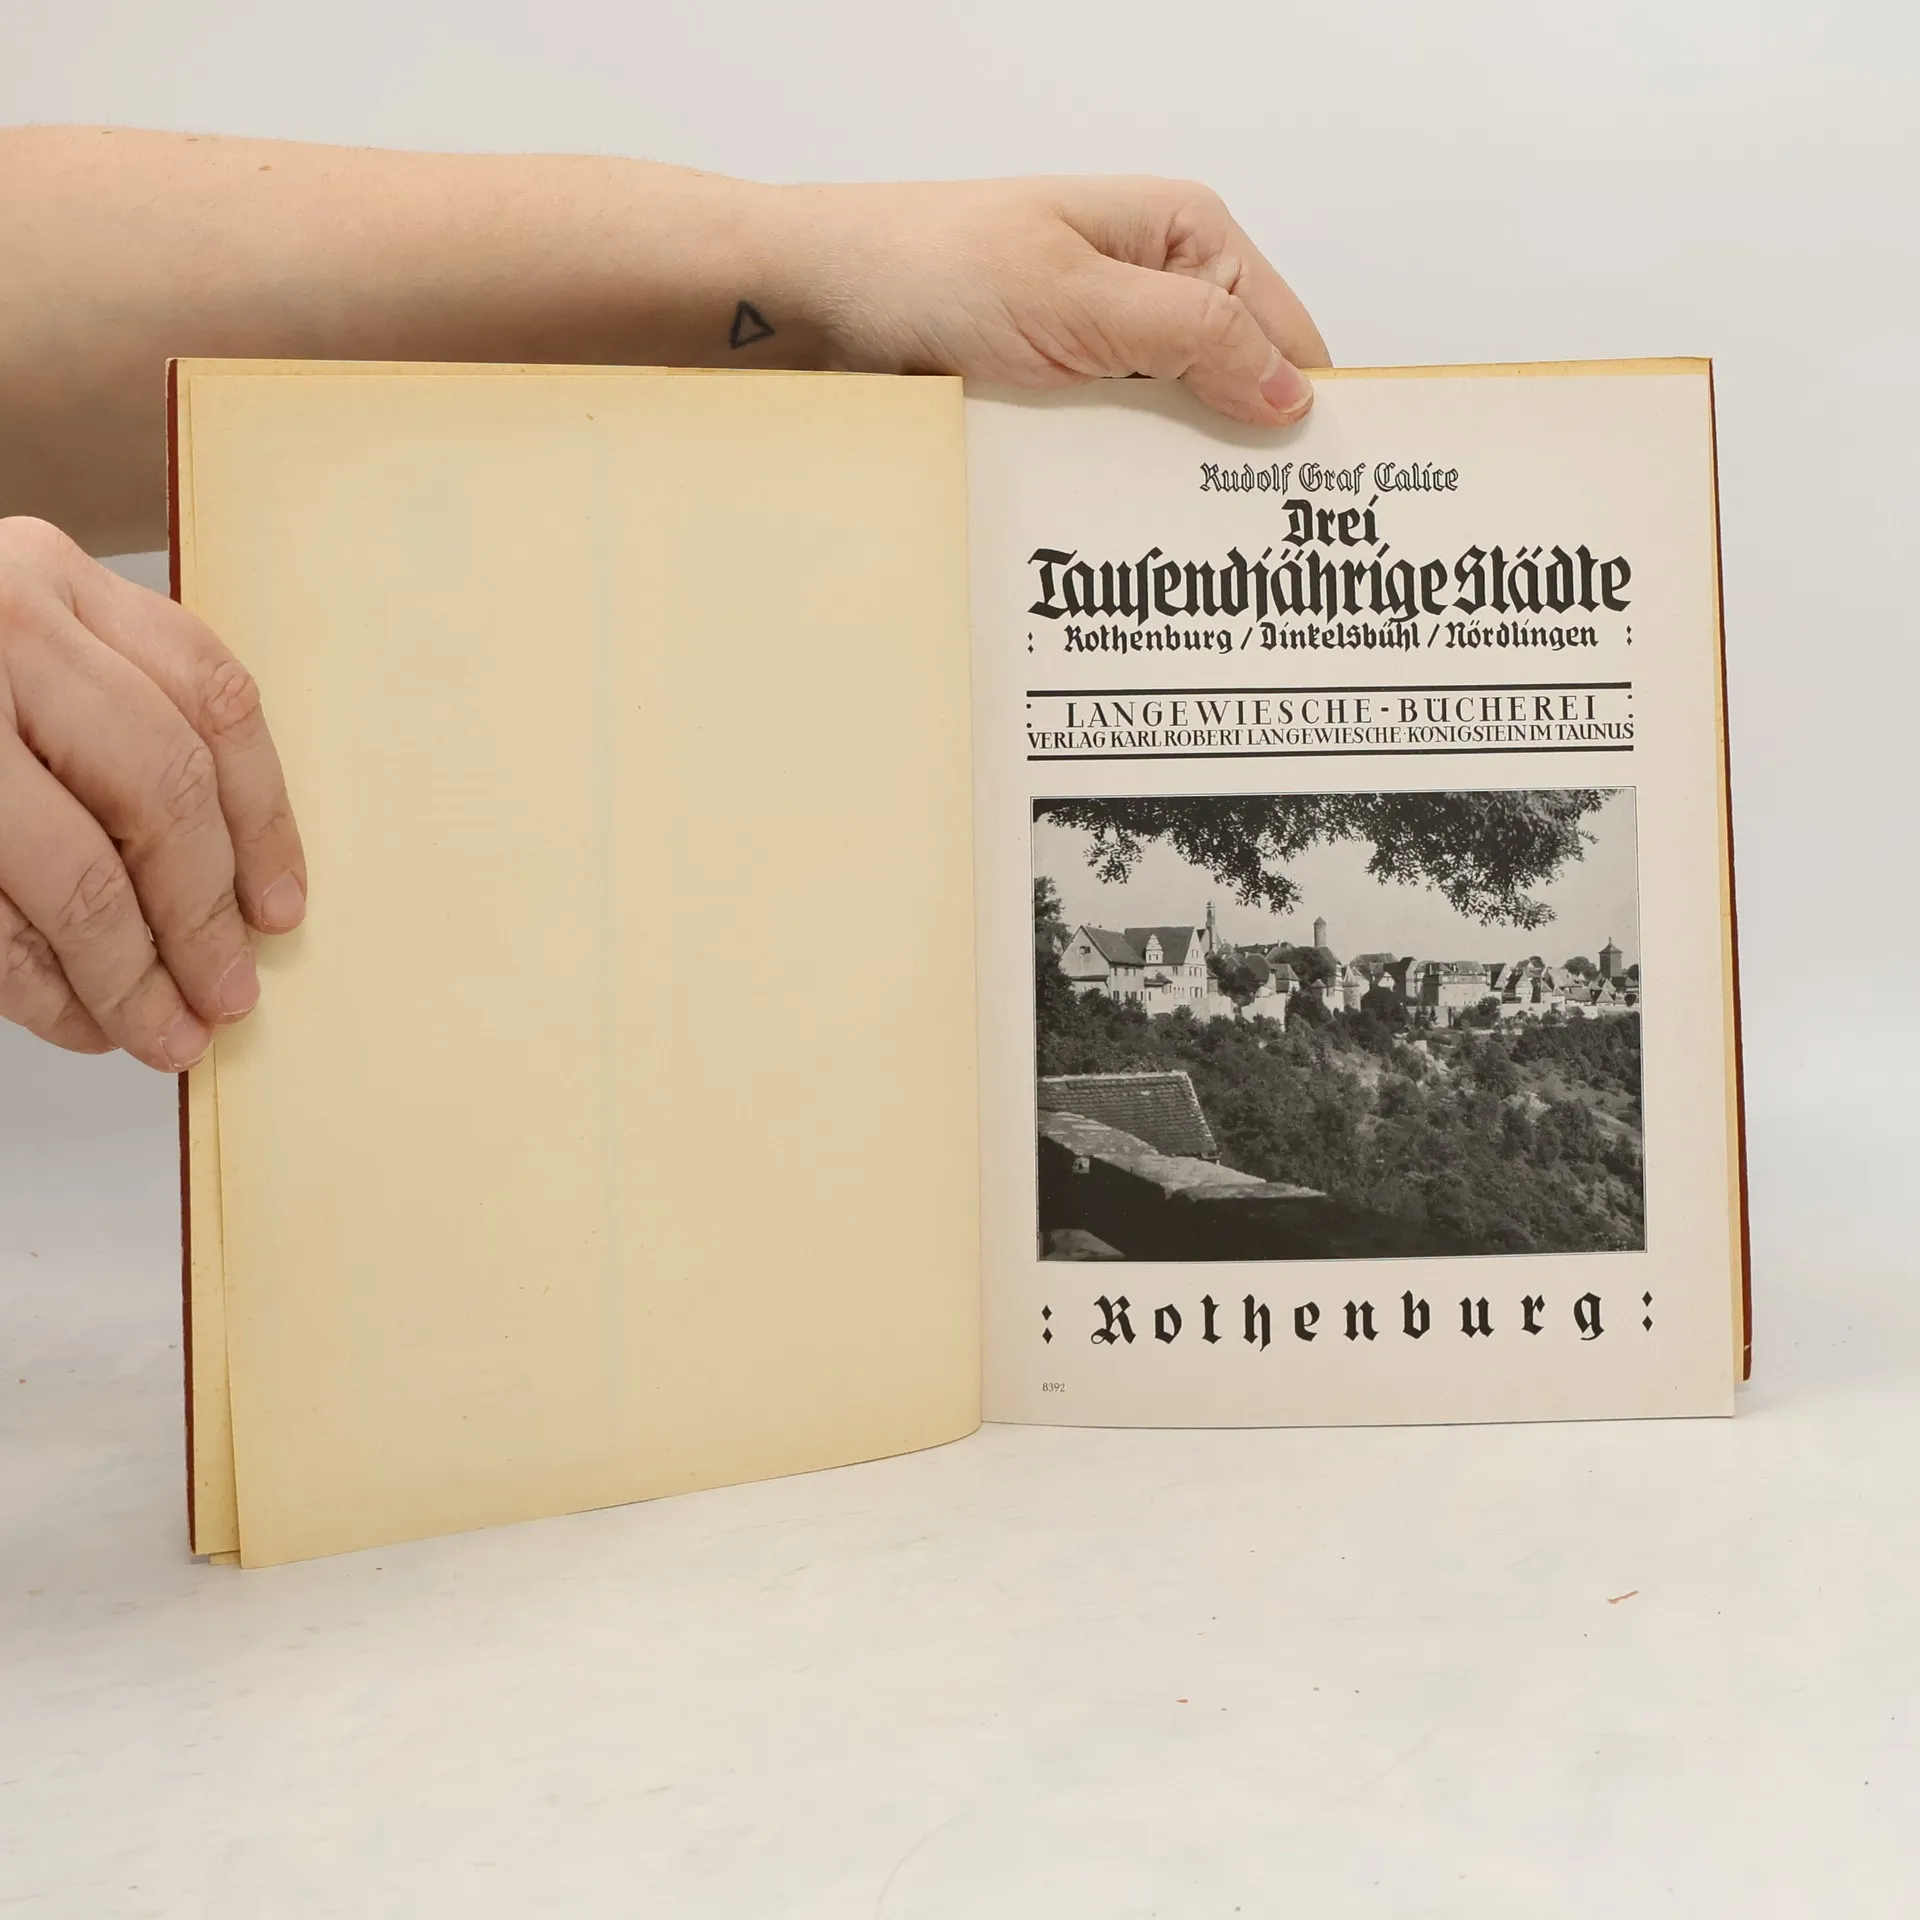 Rudolf Graf Calice
Drei
Tausendjährige Städte
: Rothenburg / Dinkelsbühl / Nördlingen :
: LANGEWIESCHE-BÜCHEREI :
VERLAG KARL ROBERT LANGEWIESCHE·KÖNIGSTEIN IM TAUNUS
: Rothenburg :
8392